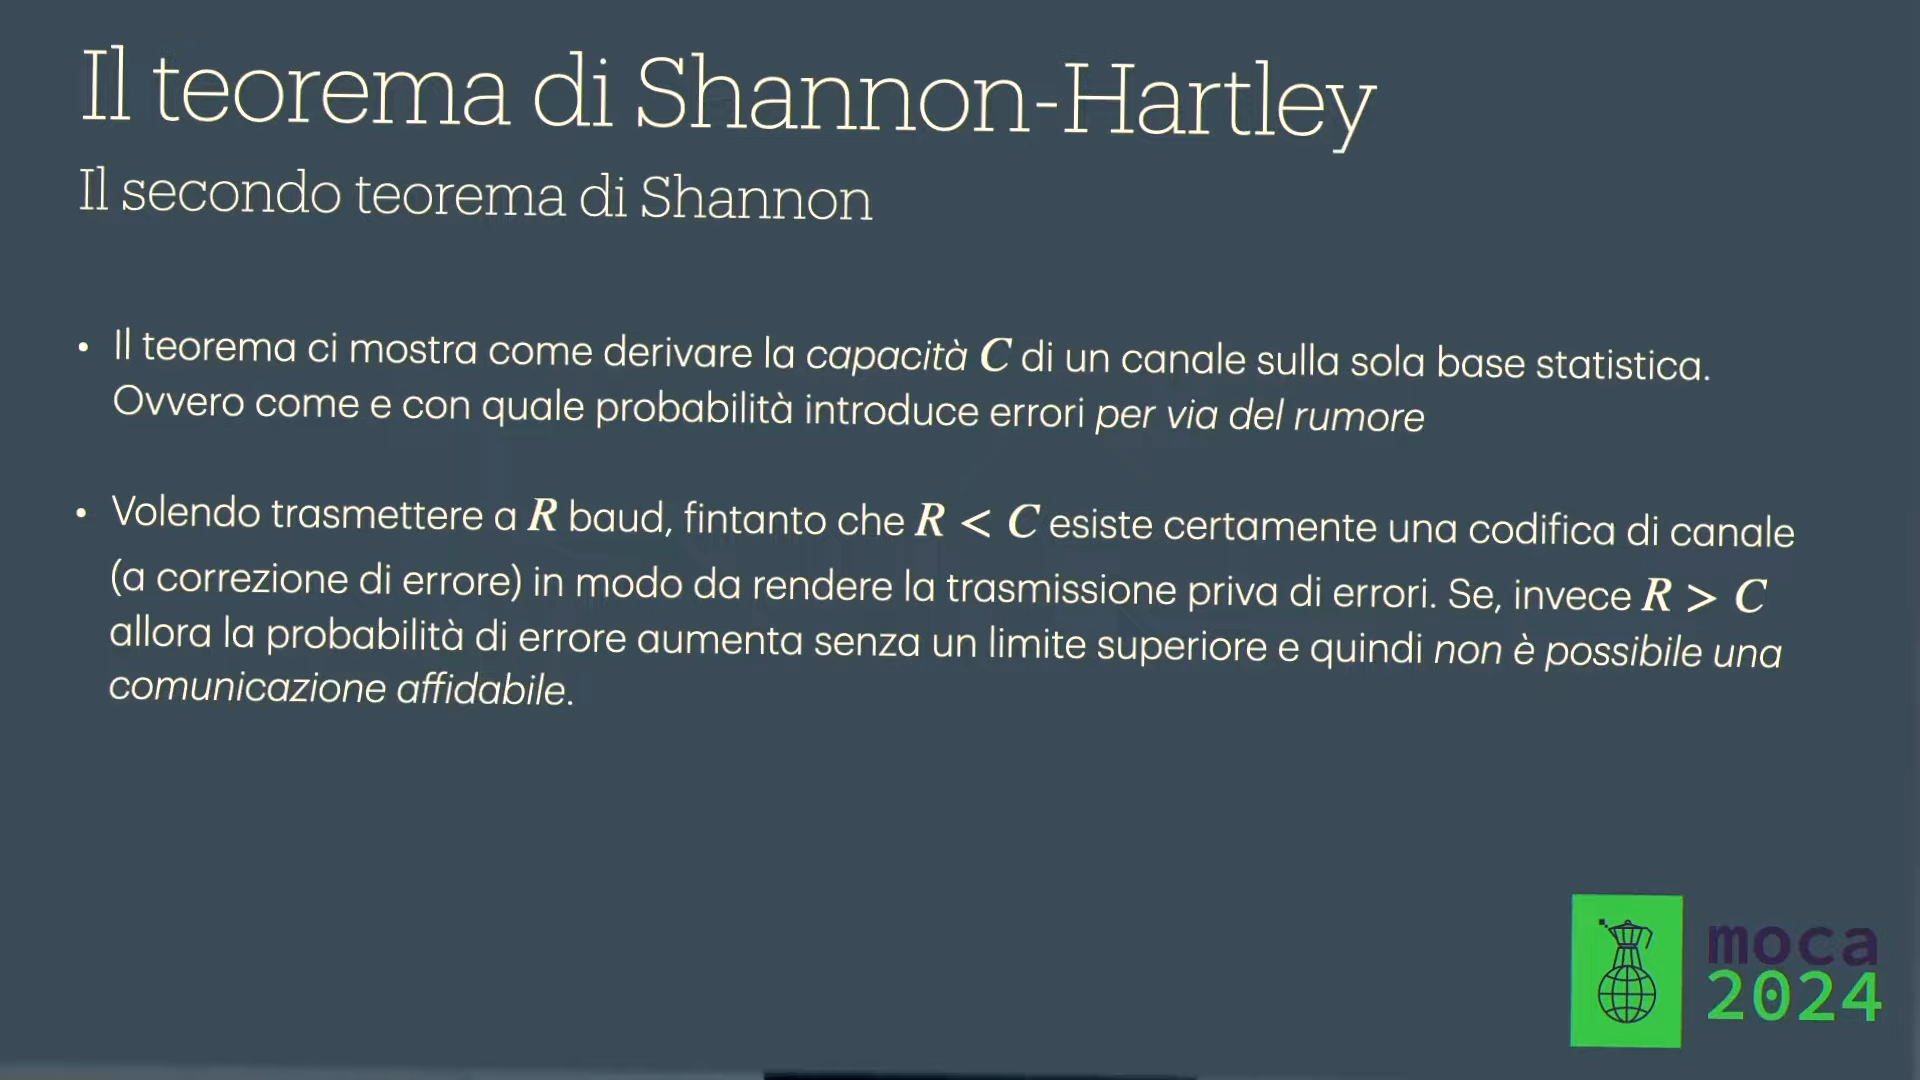 Il teorema di Shannon-Hartley
Il secondo teorema di Shannon
• Il teorema ci mostra come derivare la capacità C di un canale sulla sola base statistica.
Ovvero come e con quale probabilità introduce errori per via del rumore
• Volendo trasmettere a R baud, fintanto che R < C esiste certamente una codifica di canale
(a correzione di errore) in modo da rendere la trasmissione priva di errori. Se, invece R > C
allora la probabilità di errore aumenta senza un limite superiore e quindi non è possibile una
comunicazione affidabile.
moca
2024